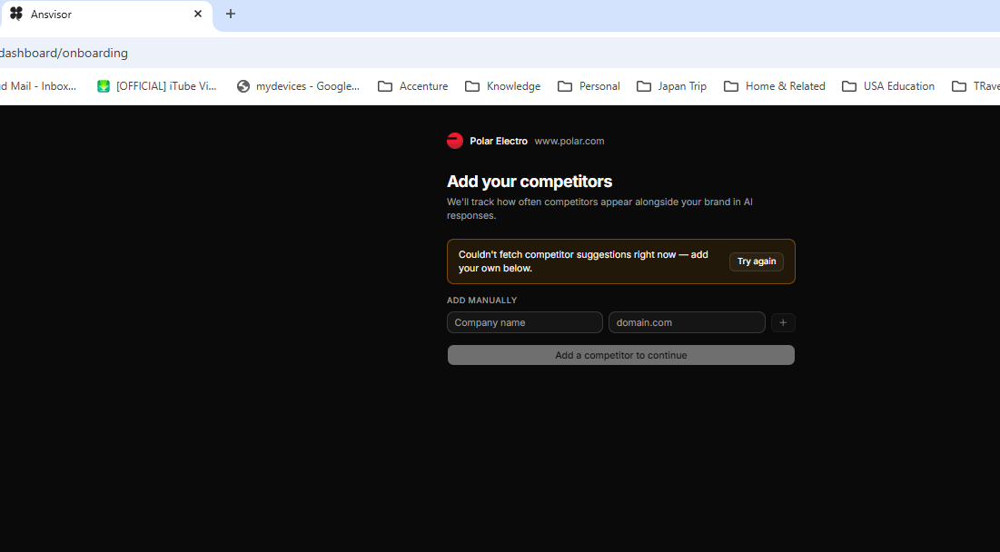 Ansvisor
dashboard/onboarding
d Mail - Inbox...
[OFFICIAL] iTube Vi...
mydevices - Google...
Accenture
Knowledge
Personal
Japan Trip
Home & Related
USA Education
TRave
Polar Electro www.polar.com
Add your competitors
We'll track how often competitors appear alongside your brand in AI
responses.
Couldn't fetch competitor suggestions right now — add
your own below.
Try again
ADD MANUALLY
Company name
domain.com
+
Add a competitor to continue